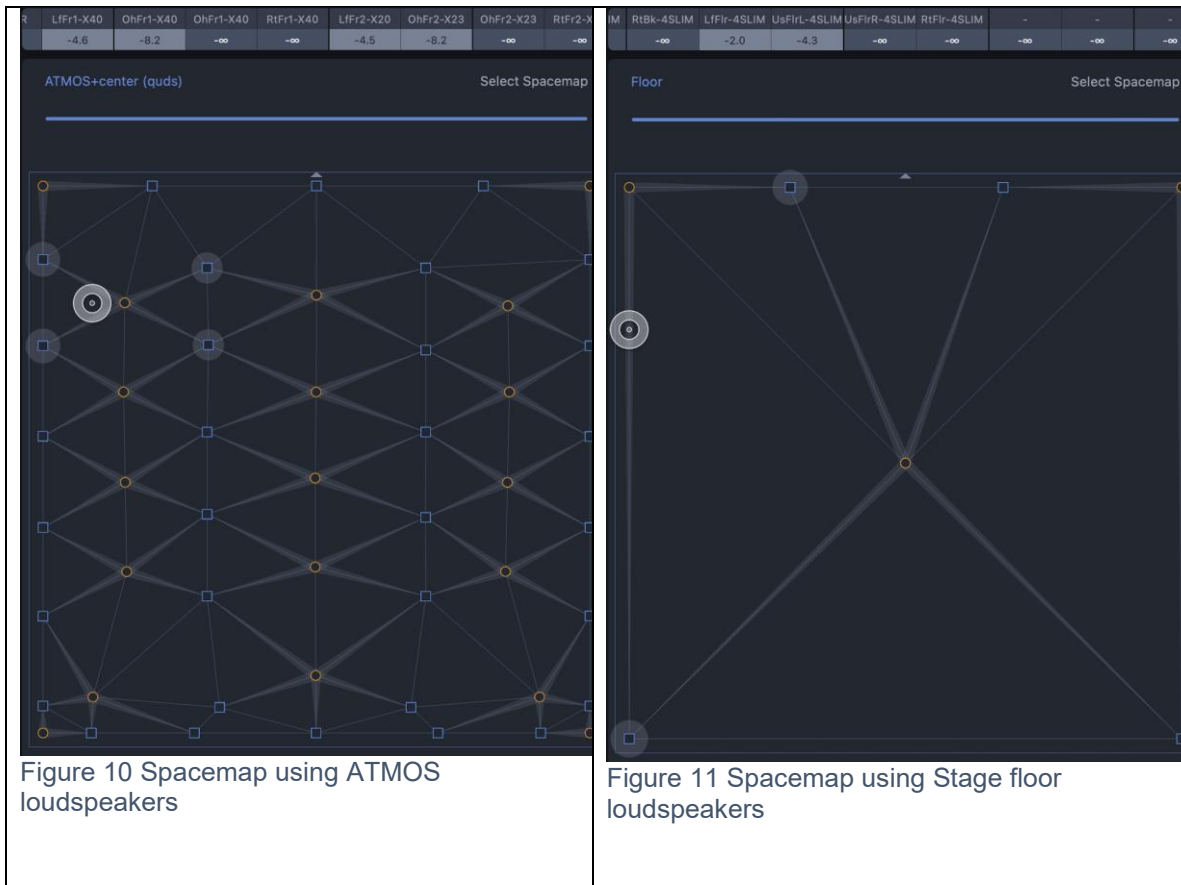 R LfFr1-X40 OhFr1-X40 OhFr1-X40 RtFr1-X40 LfFr2-X20 OhFr2-X23 OhFr2-X23 RtFr2-X
-4.6 -8.2 -∞ -∞ -4.5 -8.2 -∞ -∞
ATMOS+center (quds) Select Spacemap
Figure 10 Spacemap using ATMOS
loudspeakers
IM RtBk-4SLIM LfFlr-4SLIM UsFlrL-4SLIM UsFlrR-4SLIM RtFlr-4SLIM - - -
-∞ -2.0 -4.3 -∞ -∞ -∞ -∞ -∞
Floor Select Spacemap
Figure 11 Spacemap using Stage floor
loudspeakers